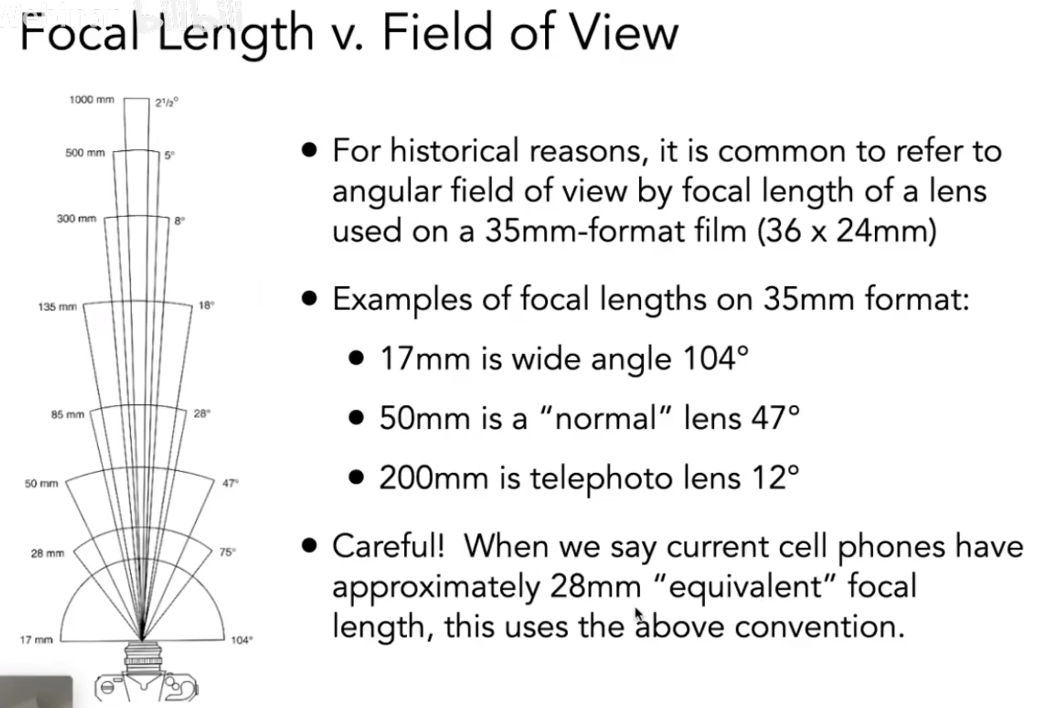 Focal Length v. Field of View
1000 mm
2½°
500 mm
5°
300 mm
8°
135 mm
18°
85 mm
28°
50 mm
47°
28 mm
75°
17 mm
104°
• For historical reasons, it is common to refer to
angular field of view by focal length of a lens
used on a 35mm-format film (36 x 24mm)
• Examples of focal lengths on 35mm format:
• 17mm is wide angle 104°
• 50mm is a “normal” lens 47°
• 200mm is telephoto lens 12°
• Careful! When we say current cell phones have
approximately 28mm “equivalent” focal
length, this uses the above convention.